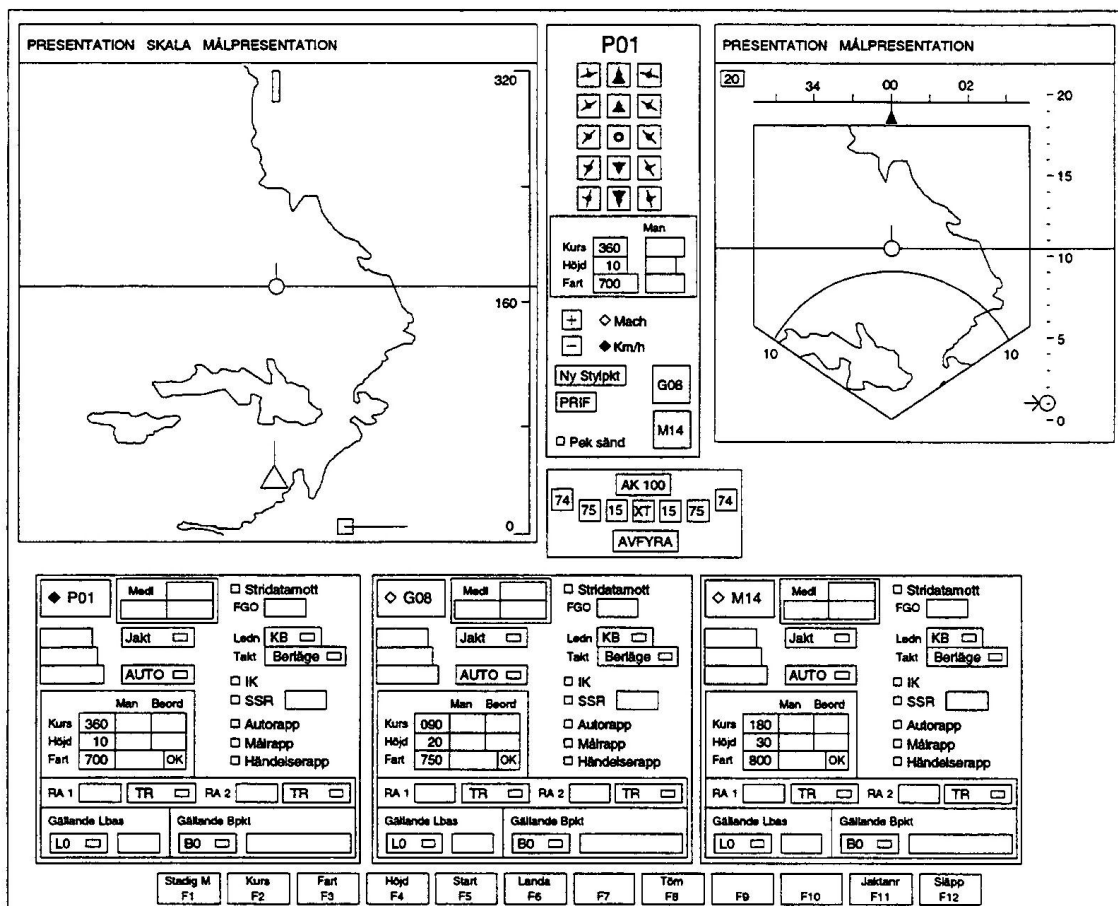 PRESENTATION SKALA MÅLPRESENTATION
320
160
0
P01
Man
Kurs 360
Höjd 10
Fart 700
+ Mach
− Km/h
Ny Stylpkt
G08
PRIF
M14
Pek sänd
AK 100
74 75 15 XT 15 75 74
AVFYRA
PRESENTATION MÅLPRESENTATION
20
34 00 02
20
15
10
5
0
10 10
P01
Medl
Stridatamott
FGO
Jakt
Ledn KB
Takt Berläge
AUTO
IK
SSR
Man Beord
Kurs 360
Höjd 10
Fart 700 OK
Autorapp
Målrapp
Händelserapp
RA 1 TR RA 2 TR
Gällande Lbas Gällande Bpkt
L0 B0
G08
Medl
Stridatamott
FGO
Jakt
Ledn KB
Takt Berläge
AUTO
IK
SSR
Man Beord
Kurs 090
Höjd 20
Fart 750 OK
Autorapp
Målrapp
Händelserapp
RA 1 TR RA 2 TR
Gällande Lbas Gällande Bpkt
L0 B0
M14
Medl
Stridatamott
FGO
Jakt
Ledn KB
Takt Berläge
AUTO
IK
SSR
Man Beord
Kurs 180
Höjd 30
Fart 800 OK
Autorapp
Målrapp
Händelserapp
RA 1 TR RA 2 TR
Gällande Lbas Gällande Bpkt
L0 B0
Stadig M Kurs Fart Höjd Start Landa Töm Jaktanr Släpp
F1 F2 F3 F4 F5 F6 F7 F8 F9 F10 F11 F12